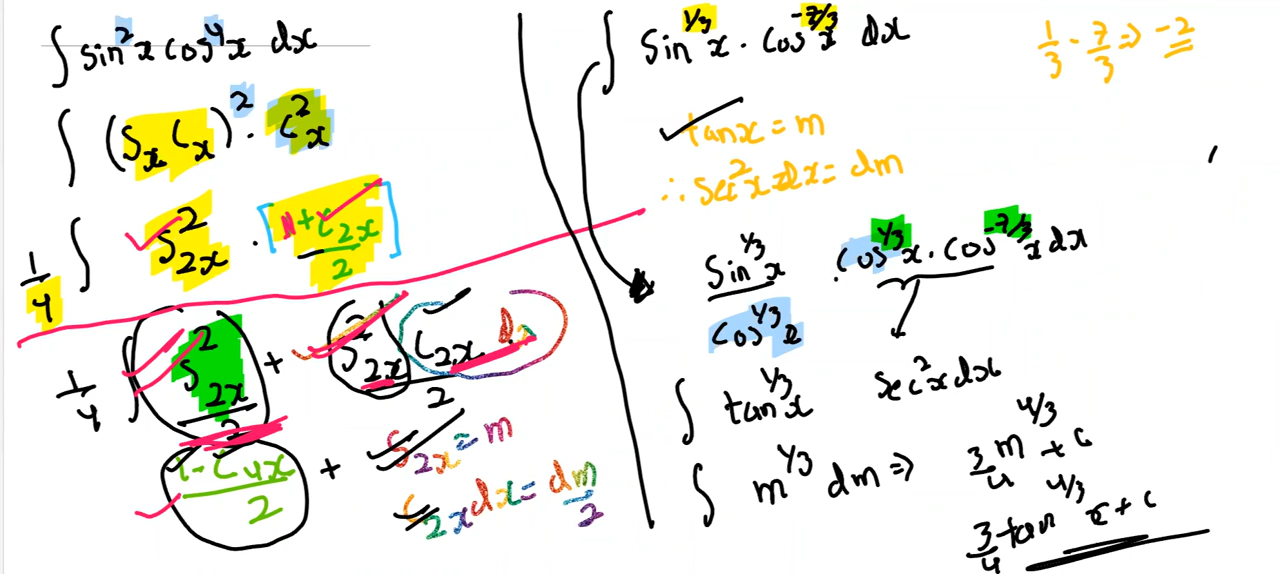 ∫ sin²x cos⁴x dx
∫ (Sx Cx)² · C²x
1/4 ∫ S²2x · [1+C2x / 2]
1/4 ∫ S²2x / 2 + S²2x C2x dx / 2
1-C4x / 2 + S2x = m
C2x dx = dm/2
∫ Sin^1/3 x · Cos^-7/3 x dx
1/3 - 7/3 ⇒ -2
tanx = m
∴ Sec²x dx = dm
Sin^1/3 x / Cos^1/3 x · Cos^1/3 x · Cos^-7/3 x dx
∫ tan^1/3 x Sec²x dx
∫ m^1/3 dm ⇒ 3/4 m^4/3 + C
3/4 tan^4/3 x + C